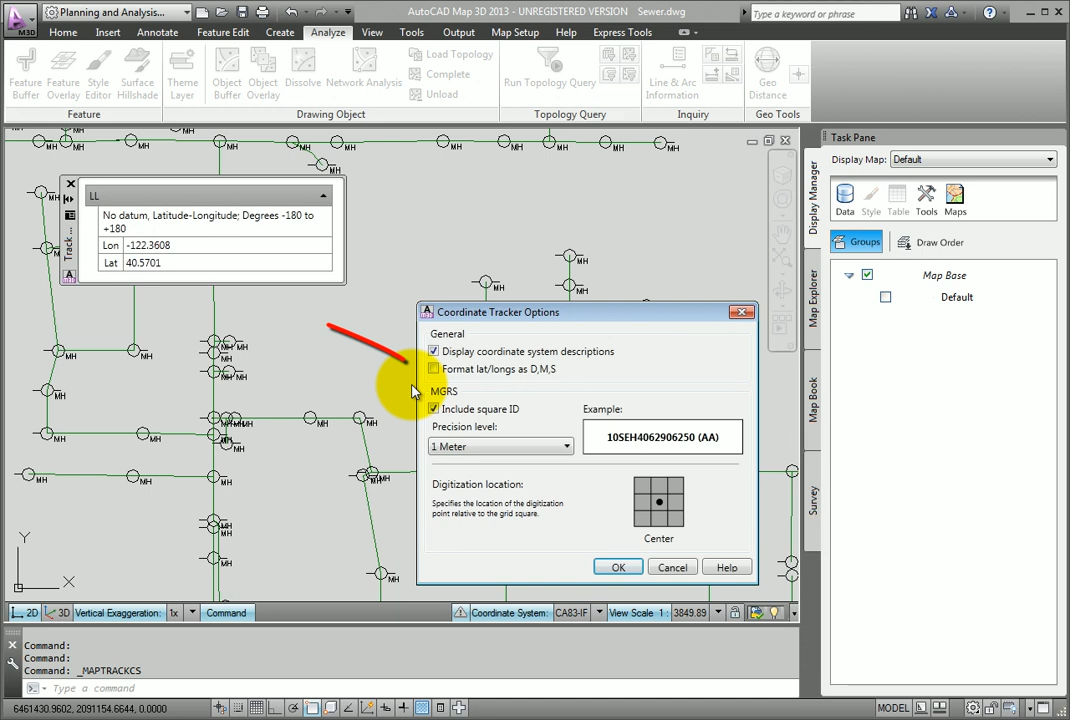 Planning and Analysis...
AutoCAD Map 3D 2013 - UNREGISTERED VERSION Sewer.dwg
Type a keyword or phrase
M3D
Home Insert Annotate Feature Edit Create Analyze View Tools Output Map Setup Help Express Tools
Feature Buffer
Feature Overlay
Style Editor
Surface Hillshade
Theme Layer
Object Buffer
Object Overlay
Dissolve
Network Analysis
Load Topology
Complete
Unload
Run Topology Query
Line & Arc Information
Geo Distance
Feature
Drawing Object
Topology Query
Inquiry
Geo Tools
Task Pane
Display Map: Default
Data Style Table Tools Maps
Groups Draw Order
Map Base
Default
Display Manager
Map Explorer
Map Book
Survey
LL
No datum, Latitude-Longitude; Degrees -180 to
+180
Lon -122.3608
Lat 40.5701
Track ...
MH
Coordinate Tracker Options
General
Display coordinate system descriptions
Format lat/longs as D,M,S
MGRS
Include square ID
Example:
Precision level:
1 Meter
10SEH4062906250 (AA)
Digitization location:
Specifies the location of the digitization
point relative to the grid square.
Center
OK Cancel Help
Y
X
2D 3D Vertical Exaggeration: 1x Command Coordinate System: CA83-IF View Scale 1 : 3849.89
Command:
Command:
Command: _MAPTRACKCS
Type a command
6461430.9602, 2091154.6644, 0.0000
MODEL